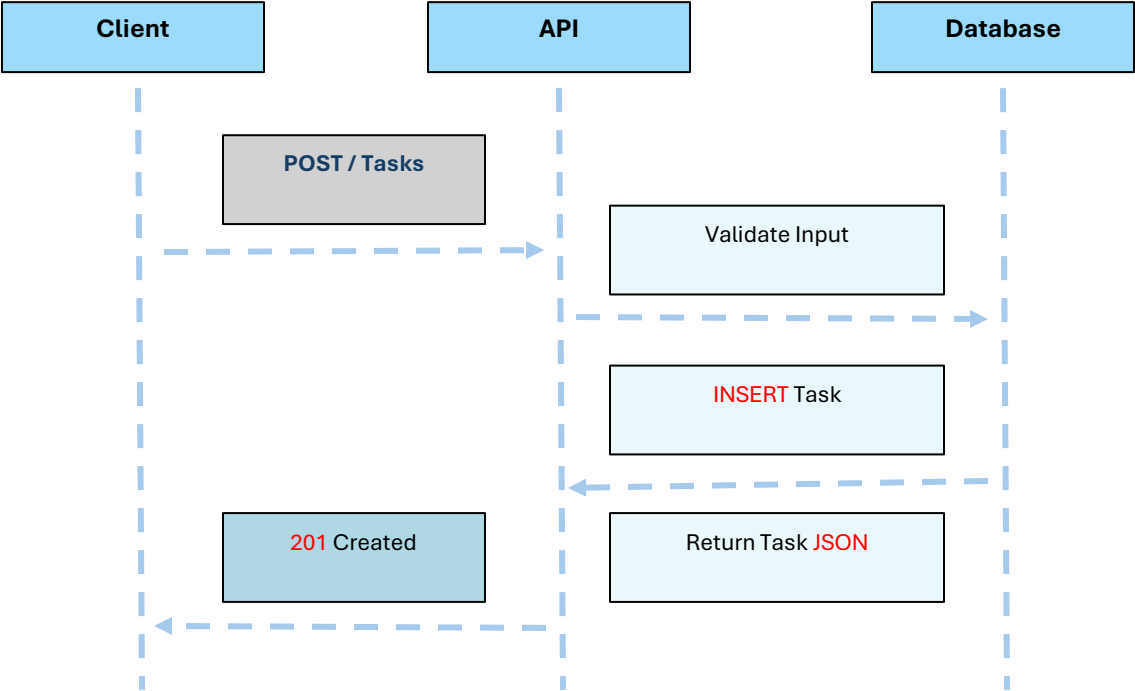 Client
API
Database
POST / Tasks
Validate Input
INSERT Task
201 Created
Return Task JSON